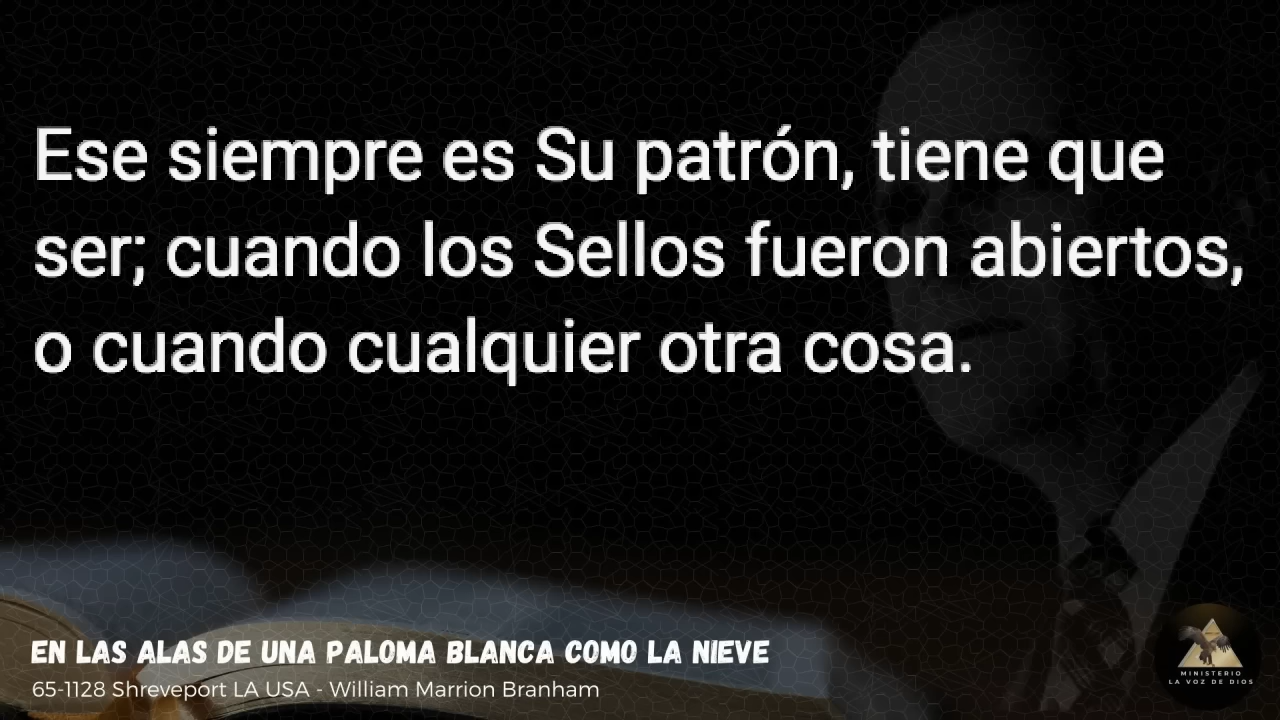 Ese siempre es Su patrón, tiene que
ser; cuando los Sellos fueron abiertos,
o cuando cualquier otra cosa.
EN LAS ALAS DE UNA PALOMA BLANCA COMO LA NIEVE
65-1128 Shreveport LA USA - William Marrion Branham
MINISTERIO
LA VOZ DE DIOS